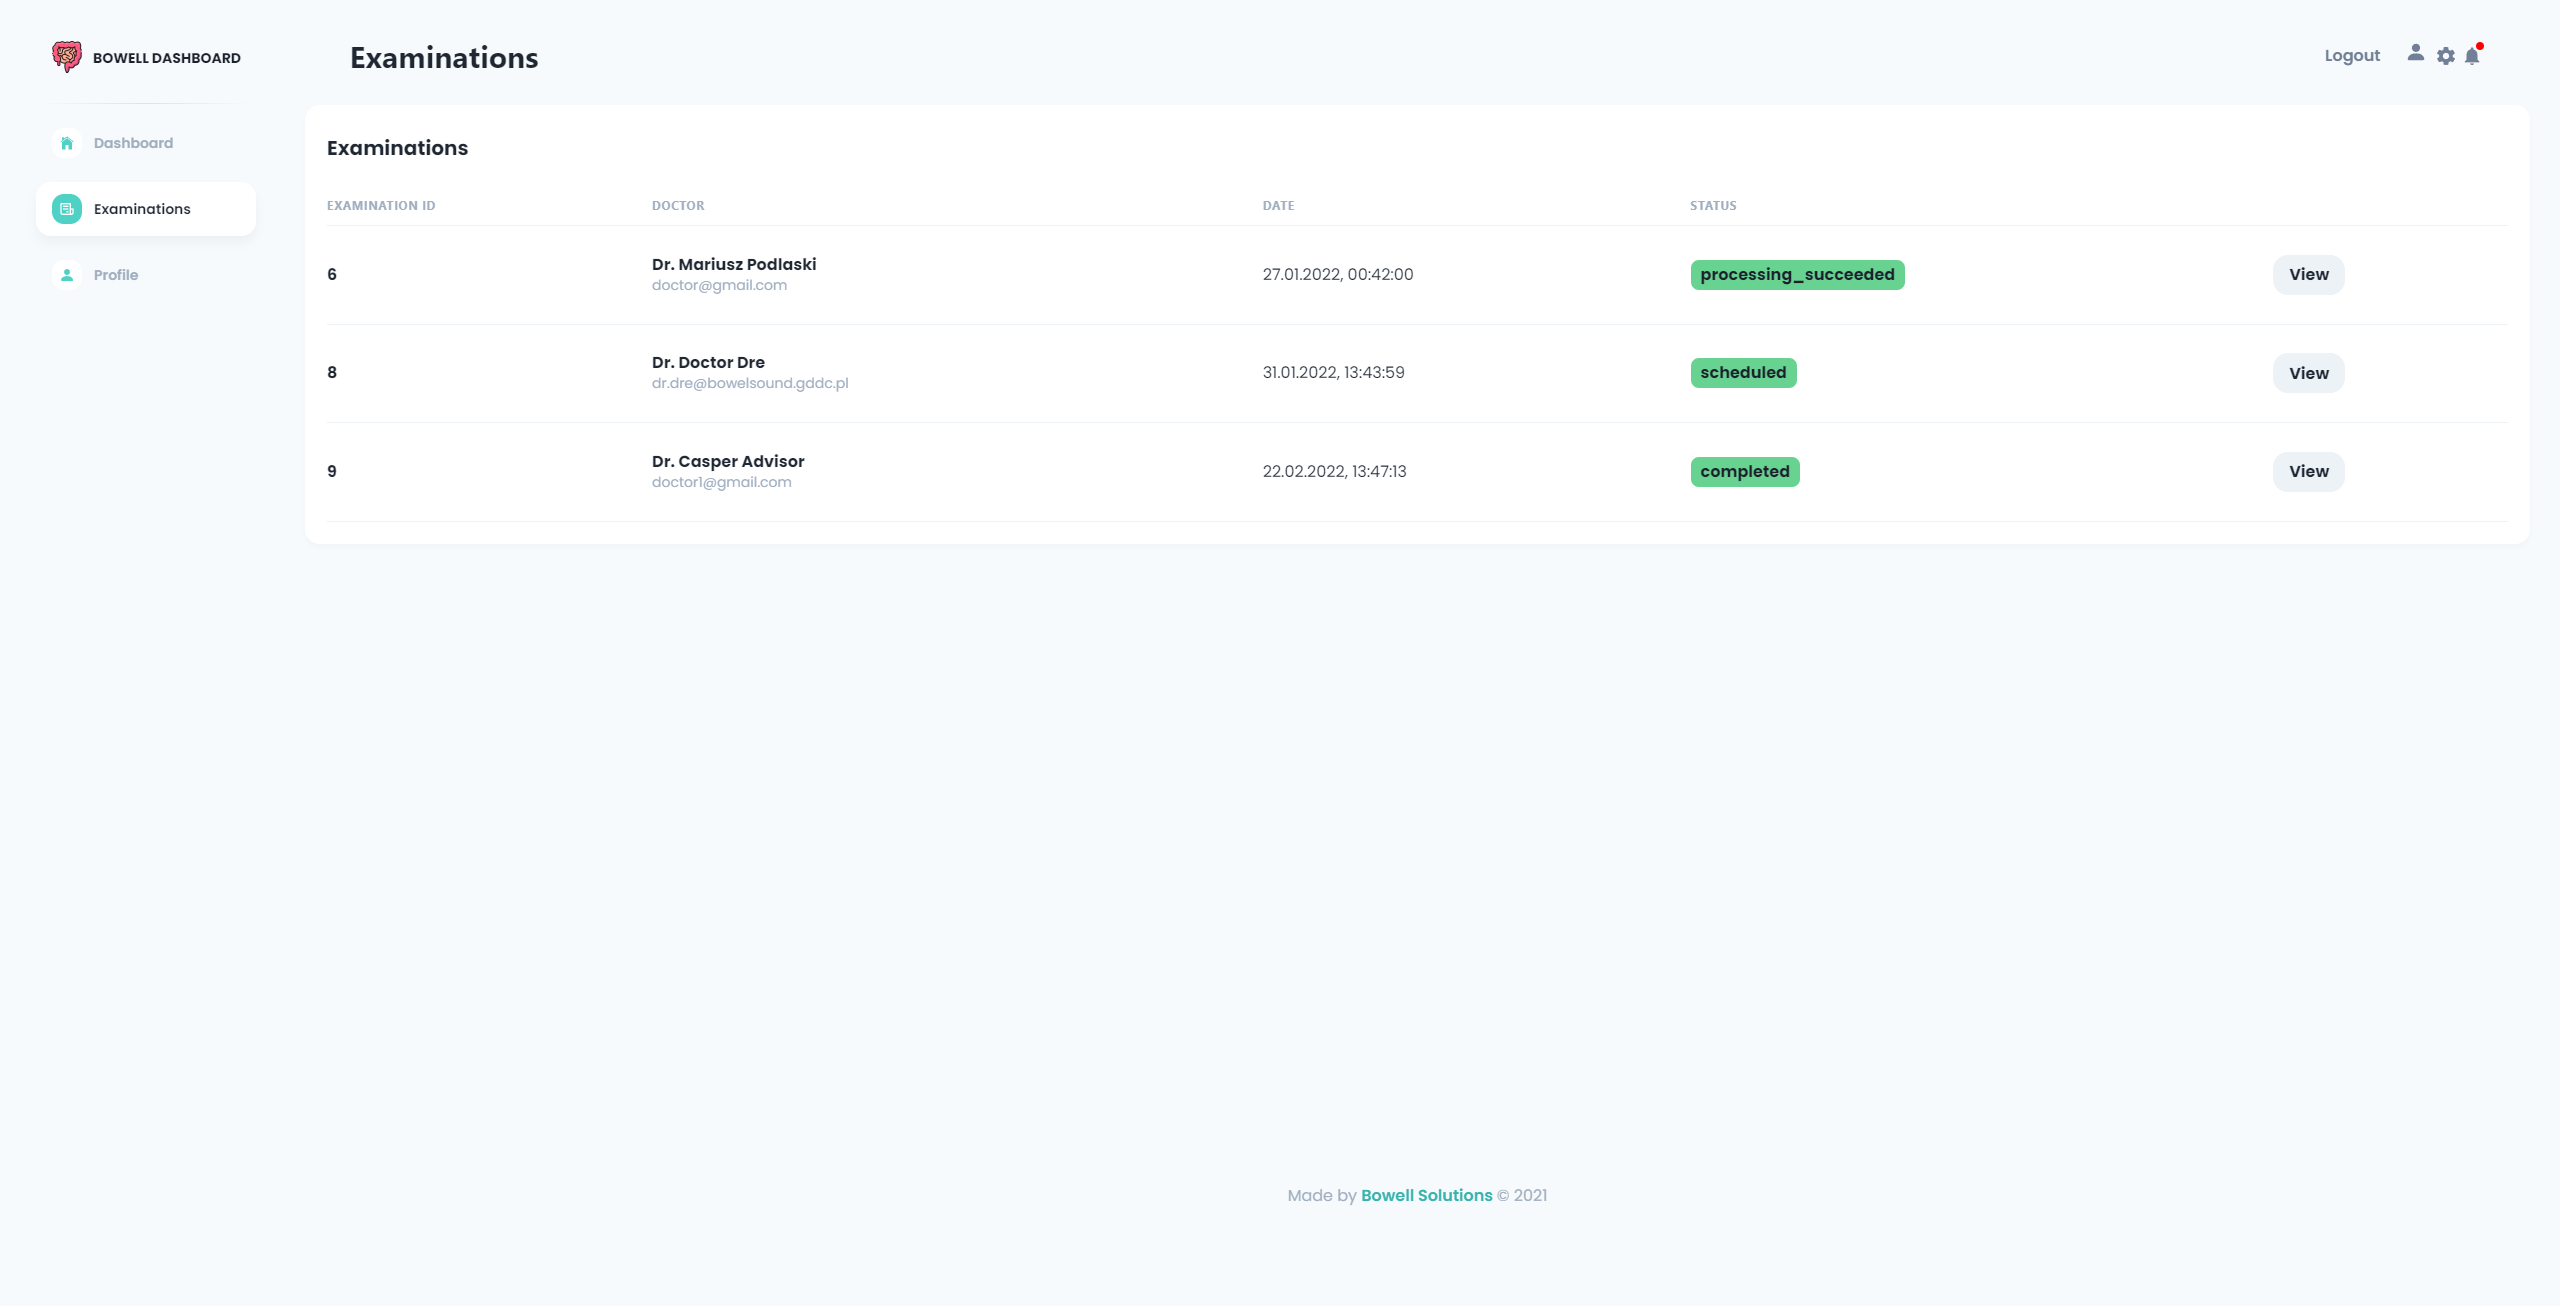 BOWELL DASHBOARD
Examinations
Logout
Dashboard
Examinations
Profile
Examinations
EXAMINATION ID DOCTOR DATE STATUS
6 Dr. Mariusz Podlaski 27.01.2022, 00:42:00 processing_succeeded View
doctor@gmail.com
8 Dr. Doctor Dre 31.01.2022, 13:43:59 scheduled View
dr.dre@bowelsound.gddc.pl
9 Dr. Casper Advisor 22.02.2022, 13:47:13 completed View
doctor1@gmail.com
Made by Bowell Solutions © 2021